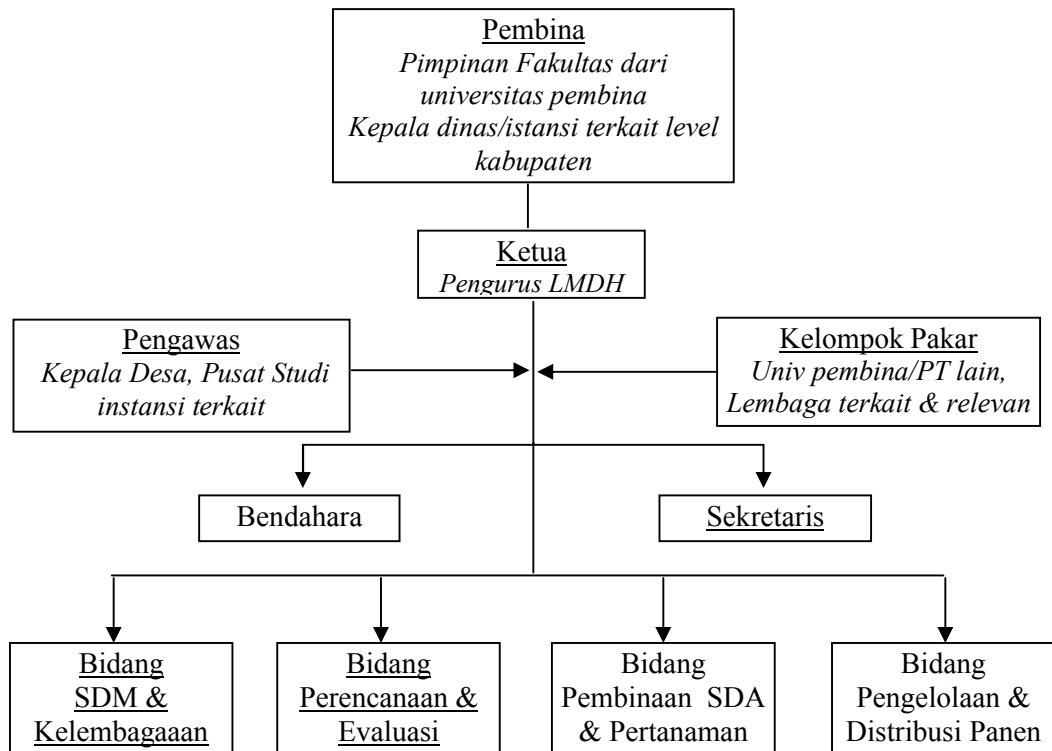 Pembina
Pimpinan Fakultas dari
universitas pembina
Kepala dinas/istansi terkait level
kabupaten
Ketua
Pengurus LMDH
Pengawas
Kepala Desa, Pusat Studi
instansi terkait
Kelompok Pakar
Univ pembina/PT lain,
Lembaga terkait & relevan
Bendahara
Sekretaris
Bidang
SDM &
Kelembagaaan
Bidang
Perencanaan &
Evaluasi
Bidang
Pembinaan SDA
& Pertanaman
Bidang
Pengelolaan &
Distribusi Panen